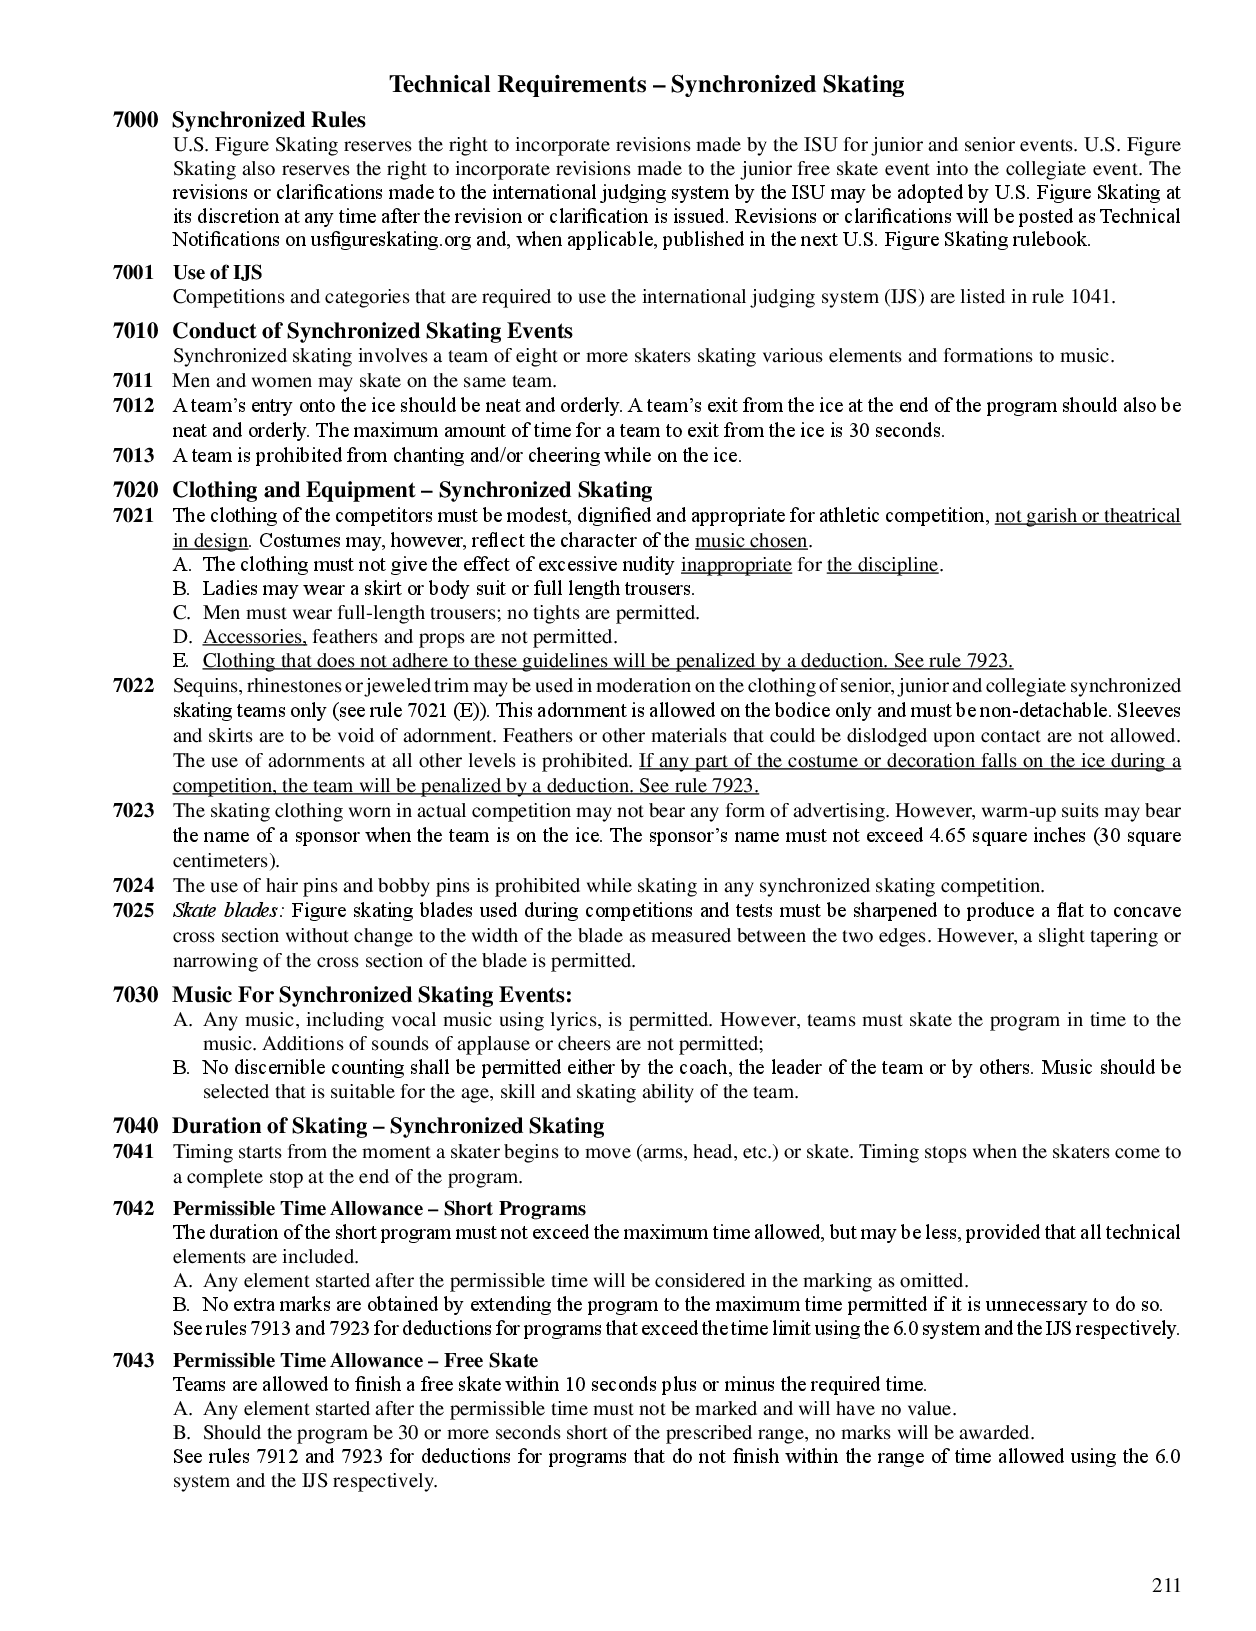 Technical Requirements – Synchronized Skating
7000 Synchronized Rules
U.S. Figure Skating reserves the right to incorporate revisions made by the ISU for junior and senior events. U.S. Figure
Skating also reserves the right to incorporate revisions made to the junior free skate event into the collegiate event. The
revisions or clarifications made to the international judging system by the ISU may be adopted by U.S. Figure Skating at
its discretion at any time after the revision or clarification is issued. Revisions or clarifications will be posted as Technical
Notifications on usfigureskating.org and, when applicable, published in the next U.S. Figure Skating rulebook.
7001 Use of IJS
Competitions and categories that are required to use the international judging system (IJS) are listed in rule 1041.
7010 Conduct of Synchronized Skating Events
Synchronized skating involves a team of eight or more skaters skating various elements and formations to music.
7011 Men and women may skate on the same team.
7012 A team's entry onto the ice should be neat and orderly. A team's exit from the ice at the end of the program should also be
neat and orderly. The maximum amount of time for a team to exit from the ice is 30 seconds.
7013 A team is prohibited from chanting and/or cheering while on the ice.
7020 Clothing and Equipment – Synchronized Skating
7021 The clothing of the competitors must be modest, dignified and appropriate for athletic competition, not garish or theatrical
in design. Costumes may, however, reflect the character of the music chosen.
A. The clothing must not give the effect of excessive nudity inappropriate for the discipline.
B. Ladies may wear a skirt or body suit or full length trousers.
C. Men must wear full-length trousers; no tights are permitted.
D. Accessories, feathers and props are not permitted.
E. Clothing that does not adhere to these guidelines will be penalized by a deduction. See rule 7923.
7022 Sequins, rhinestones or jeweled trim may be used in moderation on the clothing of senior, junior and collegiate synchronized
skating teams only (see rule 7021 (E)). This adornment is allowed on the bodice only and must be non-detachable. Sleeves
and skirts are to be void of adornment. Feathers or other materials that could be dislodged upon contact are not allowed.
The use of adornments at all other levels is prohibited. If any part of the costume or decoration falls on the ice during a
competition, the team will be penalized by a deduction. See rule 7923.
7023 The skating clothing worn in actual competition may not bear any form of advertising. However, warm-up suits may bear
the name of a sponsor when the team is on the ice. The sponsor's name must not exceed 4.65 square inches (30 square
centimeters).
7024 The use of hair pins and bobby pins is prohibited while skating in any synchronized skating competition.
7025 Skate blades: Figure skating blades used during competitions and tests must be sharpened to produce a flat to concave
cross section without change to the width of the blade as measured between the two edges. However, a slight tapering or
narrowing of the cross section of the blade is permitted.
7030 Music For Synchronized Skating Events:
A. Any music, including vocal music using lyrics, is permitted. However, teams must skate the program in time to the
music. Additions of sounds of applause or cheers are not permitted;
B. No discernible counting shall be permitted either by the coach, the leader of the team or by others. Music should be
selected that is suitable for the age, skill and skating ability of the team.
7040 Duration of Skating – Synchronized Skating
7041 Timing starts from the moment a skater begins to move (arms, head, etc.) or skate. Timing stops when the skaters come to
a complete stop at the end of the program.
7042 Permissible Time Allowance – Short Programs
The duration of the short program must not exceed the maximum time allowed, but may be less, provided that all technical
elements are included.
A. Any element started after the permissible time will be considered in the marking as omitted.
B. No extra marks are obtained by extending the program to the maximum time permitted if it is unnecessary to do so.
See rules 7913 and 7923 for deductions for programs that exceed the time limit using the 6.0 system and the IJS respectively.
7043 Permissible Time Allowance – Free Skate
Teams are allowed to finish a free skate within 10 seconds plus or minus the required time.
A. Any element started after the permissible time must not be marked and will have no value.
B. Should the program be 30 or more seconds short of the prescribed range, no marks will be awarded.
See rules 7912 and 7923 for deductions for programs that do not finish within the range of time allowed using the 6.0
system and the IJS respectively.
211